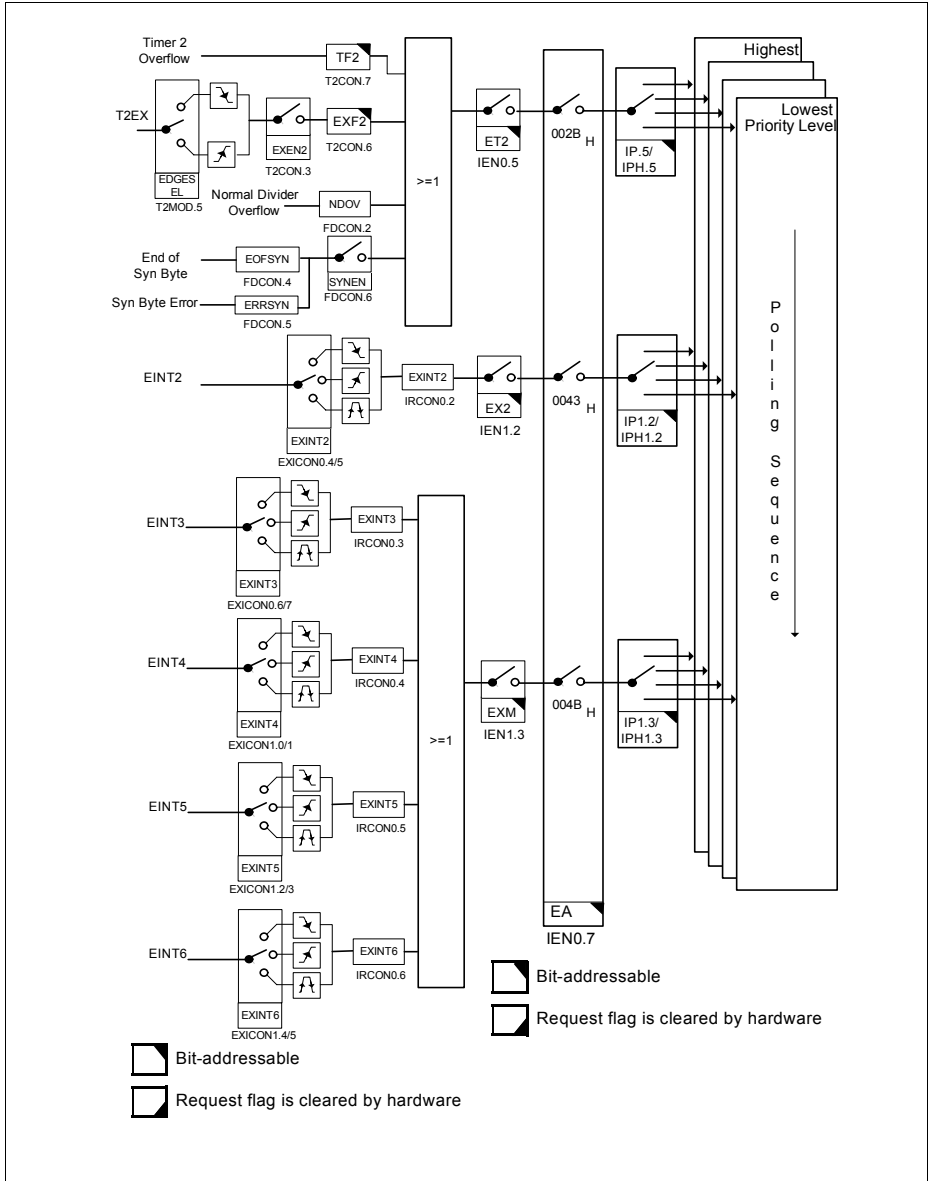 Timer 2
Overflow
TF2
T2CON.7
T2EX
EDGES
EL
T2MOD.5
EXEN2
T2CON.3
EXF2
T2CON.6
Normal Divider
Overflow
NDOV
FDCON.2
End of
Syn Byte
EOFSYN
FDCON.4
SYNEN
FDCON.6
Syn Byte Error
ERRSYN
FDCON.5
>=1
ET2
IEN0.5
002B H
IP.5/
IPH.5
Highest
Lowest
Priority Level
Polling Sequence
EINT2
EXINT2
EXICON0.4/5
EXINT2
IRCON0.2
EX2
IEN1.2
0043 H
IP1.2/
IPH1.2
EINT3
EXINT3
EXICON0.6/7
EXINT3
IRCON0.3
EINT4
EXINT4
EXICON1.0/1
EXINT4
IRCON0.4
>=1
EXM
IEN1.3
004B H
IP1.3/
IPH1.3
EINT5
EXINT5
EXICON1.2/3
EXINT5
IRCON0.5
EINT6
EXINT6
EXICON1.4/5
EXINT6
IRCON0.6
EA
IEN0.7
Bit-addressable
Request flag is cleared by hardware
Bit-addressable
Request flag is cleared by hardware